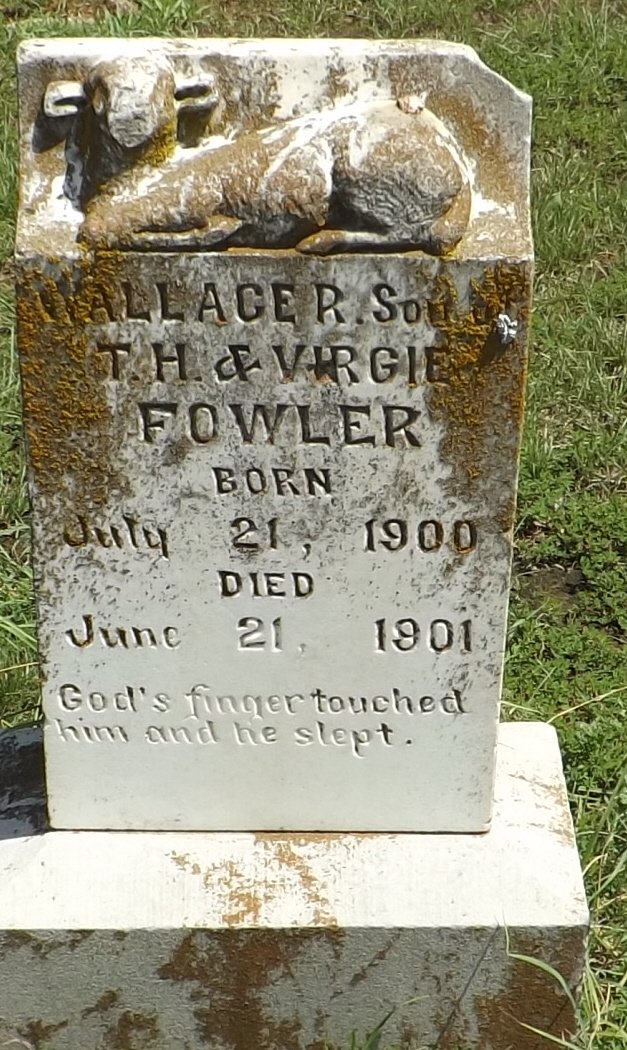 WALLACE R. Son of
T.H. & VIRGIE
FOWLER
BORN
July 21, 1900
DIED
June 21, 1901
God's finger touched
him and he slept.